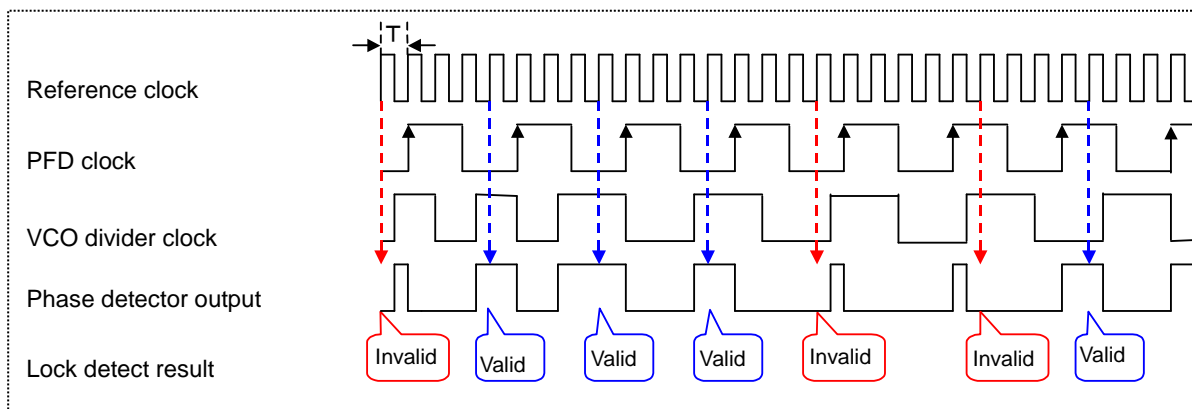 T
Reference clock
PFD clock
VCO divider clock
Phase detector output
Invalid Valid Valid Valid Invalid Invalid Valid
Lock detect result